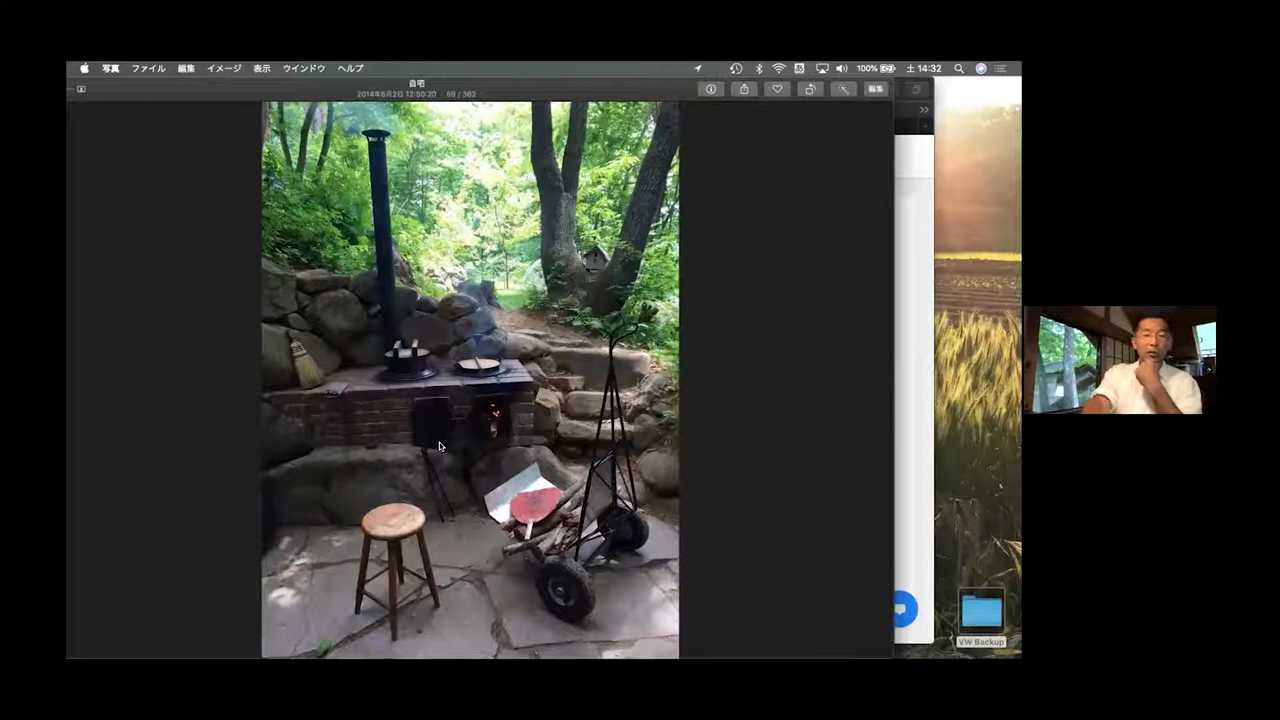 写真 ファイル 編集 イメージ 表示 ウインドウ ヘルプ
100% 土 14:32
自宅
2014年6月2日 12:50:20 59 / 362
編集
VW Backup